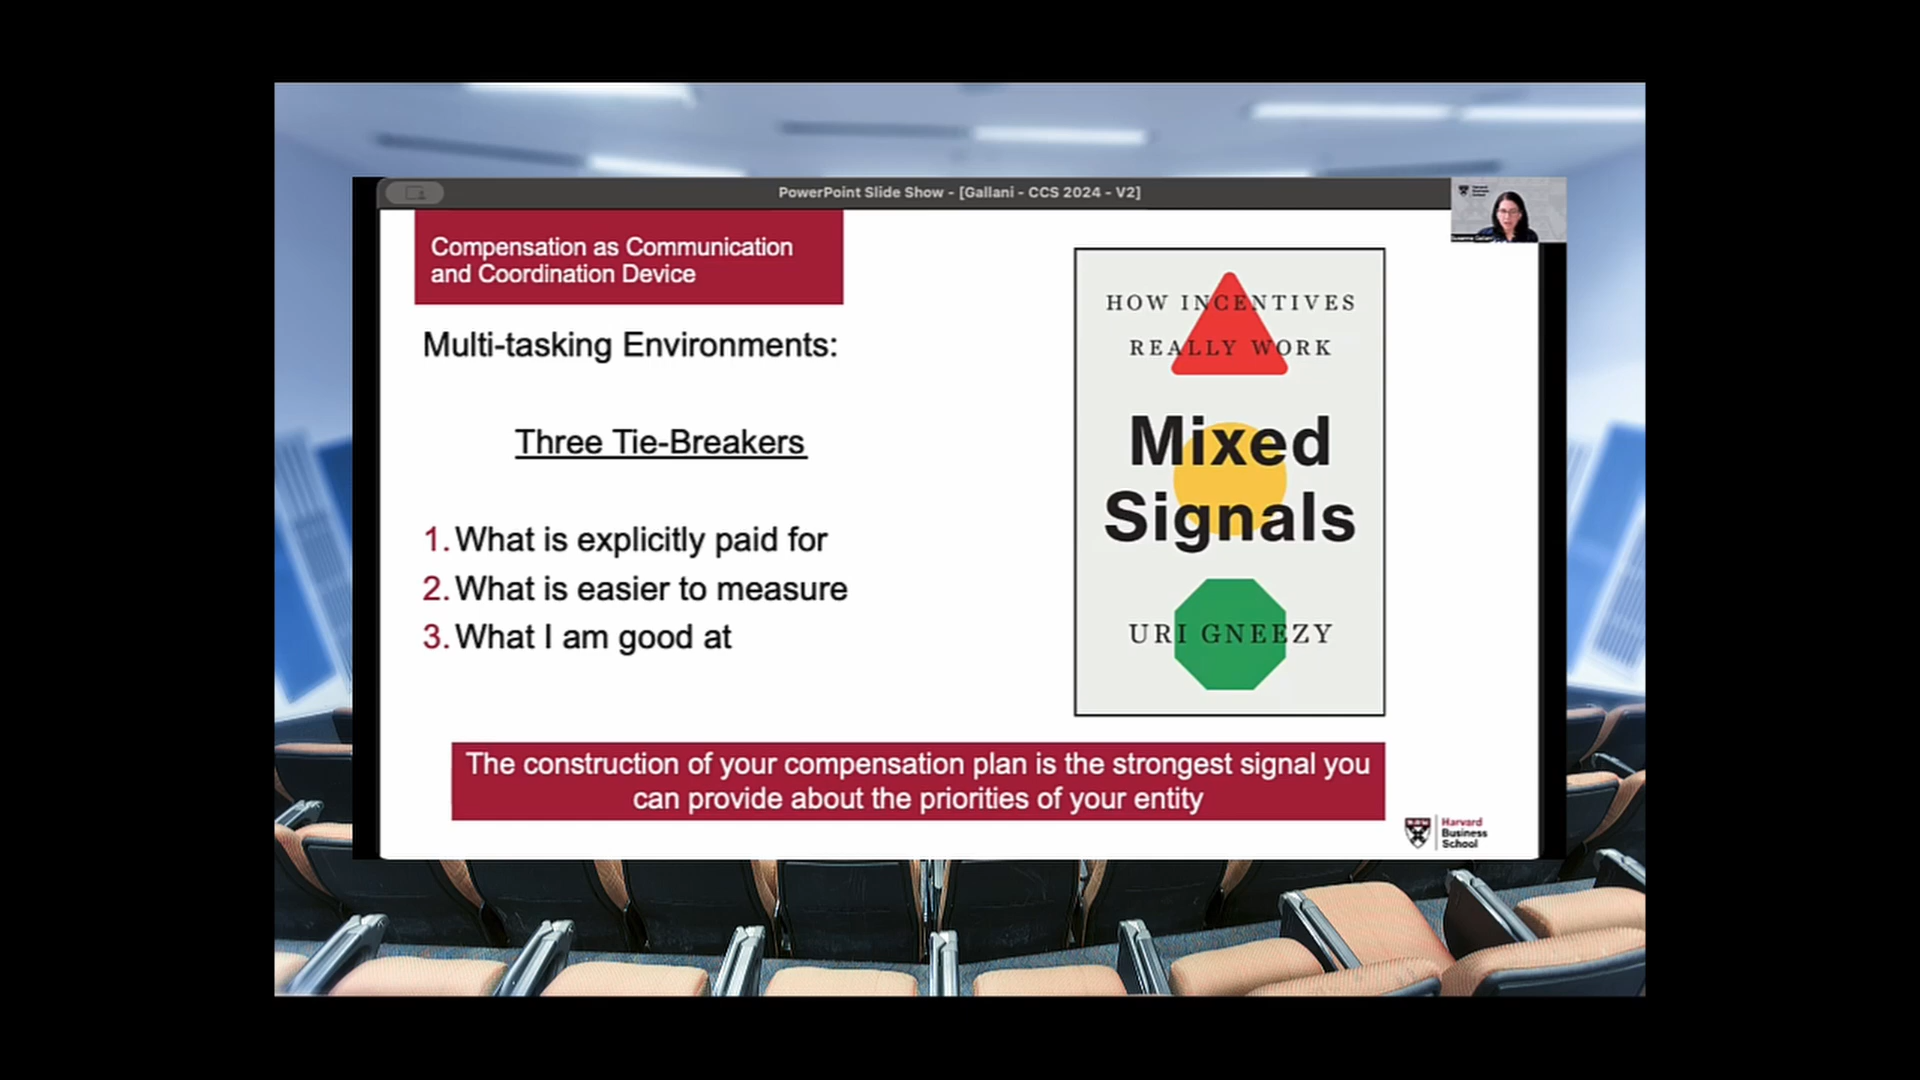 PowerPoint Slide Show - [Gallani - CCS 2024 - V2]
Harvard
Business
School
Compensation as Communication
and Coordination Device
Multi-tasking Environments:
Three Tie-Breakers
1. What is explicitly paid for
2. What is easier to measure
3. What I am good at
HOW INCENTIVES
REALLY WORK
Mixed
Signals
URI GNEEZY
The construction of your compensation plan is the strongest signal you
can provide about the priorities of your entity
Harvard
Business
School